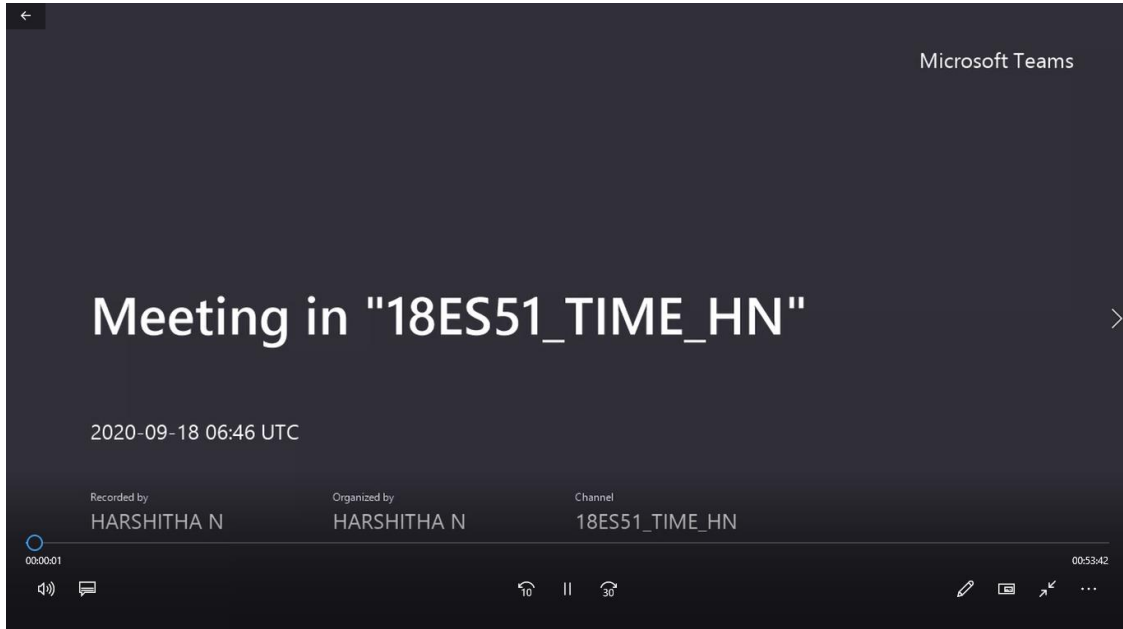 Microsoft Teams
Meeting in "18ES51_TIME_HN"
2020-09-18 06:46 UTC
Recorded by Organized by Channel
HARSHITHA N HARSHITHA N 18ES51_TIME_HN
00:00:01 00:53:42
10 30